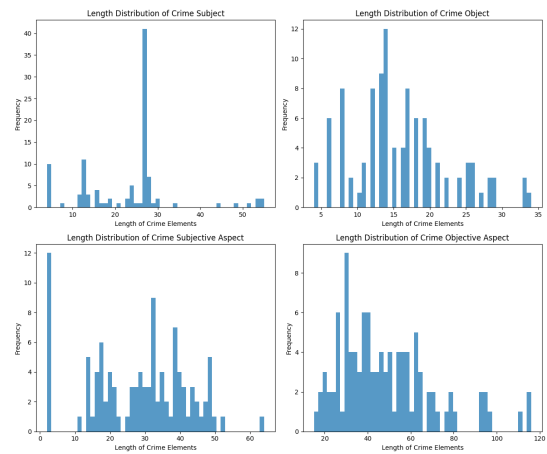 Length Distribution of Crime Subject
Frequency
40
35
30
25
20
15
10
5
0
10 20 30 40 50
Length of Crime Elements
Length Distribution of Crime Object
Frequency
12
10
8
6
4
2
0
5 10 15 20 25 30 35
Length of Crime Elements
Length Distribution of Crime Subjective Aspect
Frequency
12
10
8
6
4
2
0
0 10 20 30 40 50 60
Length of Crime Elements
Length Distribution of Crime Objective Aspect
Frequency
8
6
4
2
0
20 40 60 80 100 120
Length of Crime Elements